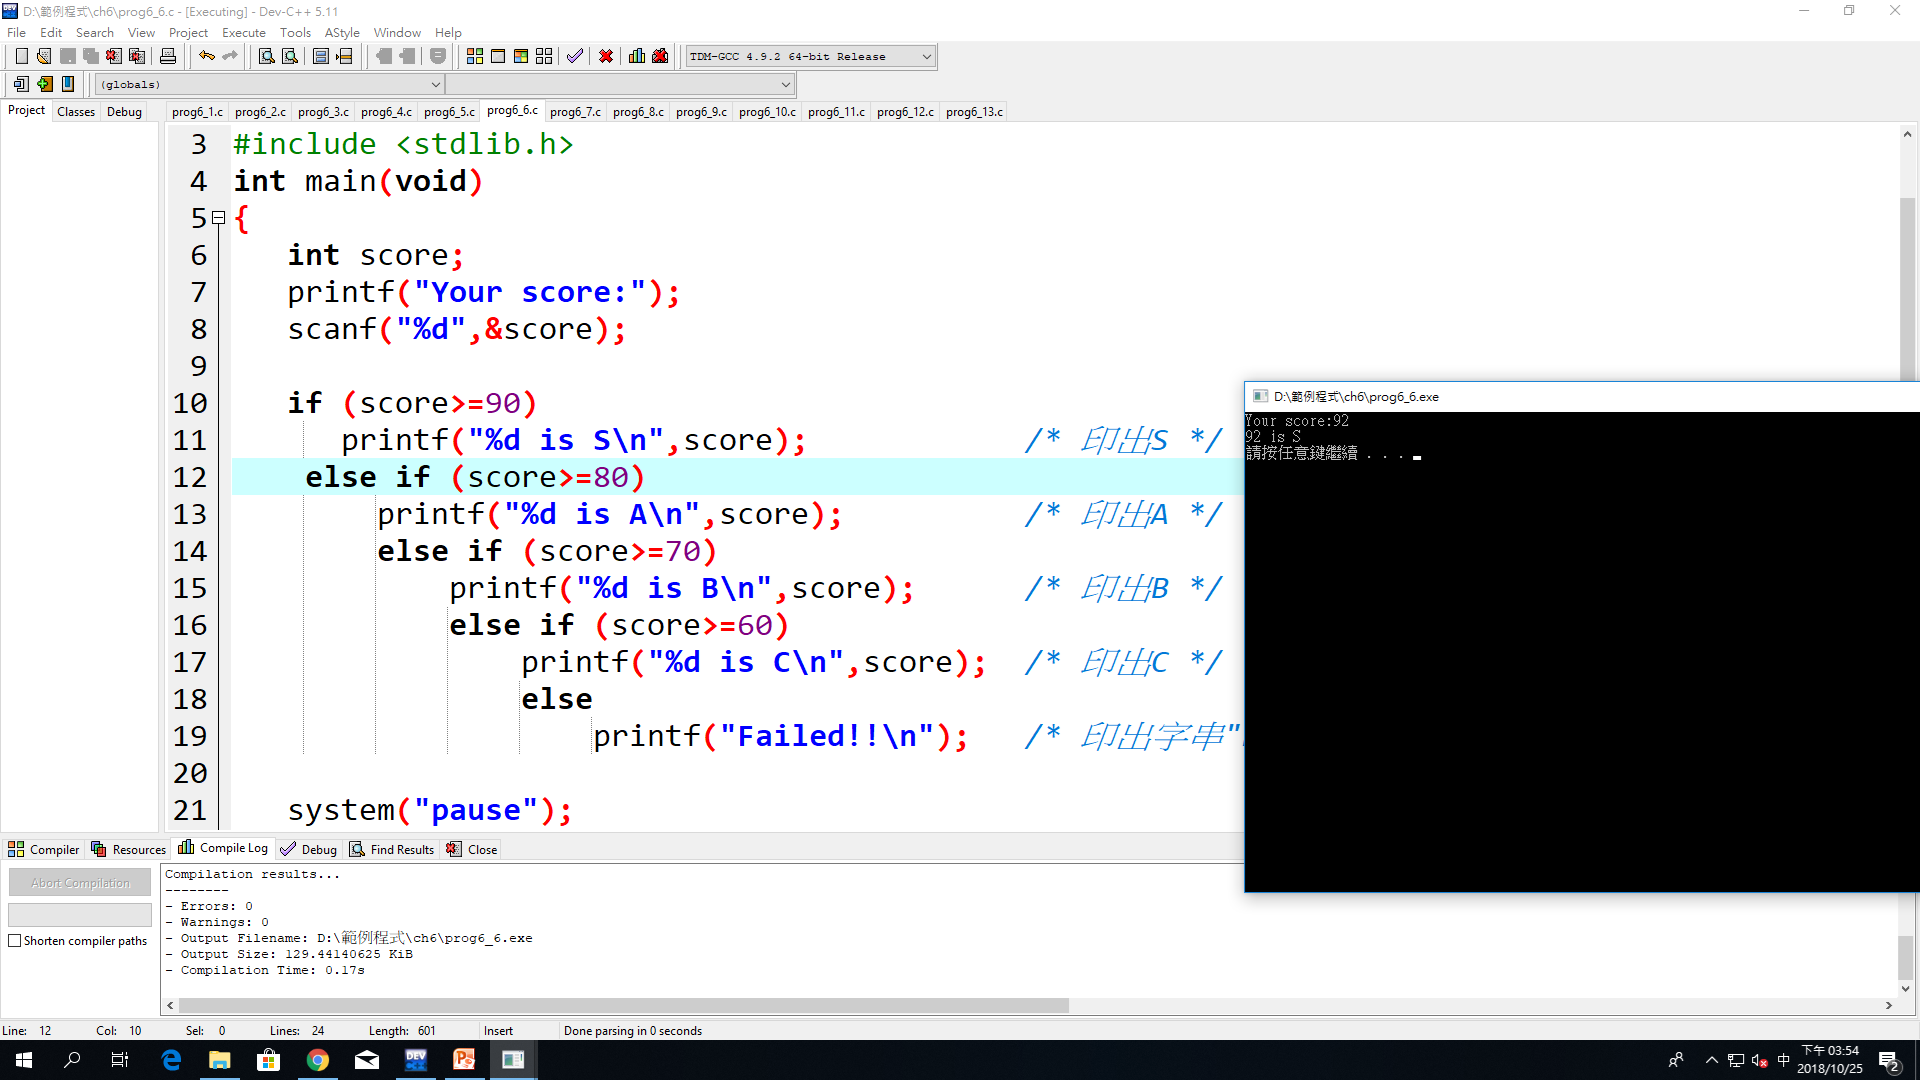 D:\範例程式\ch6\prog6_6.c - [Executing] - Dev-C++ 5.11
File Edit Search View Project Execute Tools AStyle Window Help
TDM-GCC 4.9.2 64-bit Release
(globals)
Project Classes Debug
prog6_1.c prog6_2.c prog6_3.c prog6_4.c prog6_5.c prog6_6.c prog6_7.c prog6_8.c prog6_9.c prog6_10.c prog6_11.c prog6_12.c prog6_13.c
3 #include <stdlib.h>
4 int main(void)
5 {
6 int score;
7 printf("Your score:");
8 scanf("%d",&score);
9
10 if (score>=90)
11 printf("%d is S\n",score); /* 印出S */
12 else if (score>=80)
13 printf("%d is A\n",score); /* 印出A */
14 else if (score>=70)
15 printf("%d is B\n",score); /* 印出B */
16 else if (score>=60)
17 printf("%d is C\n",score); /* 印出C */
18 else
19 printf("Failed!!\n"); /* 印出字串"
20
21 system("pause");
D:\範例程式\ch6\prog6_6.exe
Your score:92
92 is S
請按任意鍵繼續 . . .
Compiler Resources Compile Log Debug Find Results Close
Abort Compilation
Shorten compiler paths
Compilation results...
--------
- Errors: 0
- Warnings: 0
- Output Filename: D:\範例程式\ch6\prog6_6.exe
- Output Size: 129.44140625 KiB
- Compilation Time: 0.17s
Line: 12 Col: 10 Sel: 0 Lines: 24 Length: 601 Insert Done parsing in 0 seconds
DEV
中
下午 03:54
2018/10/25
2